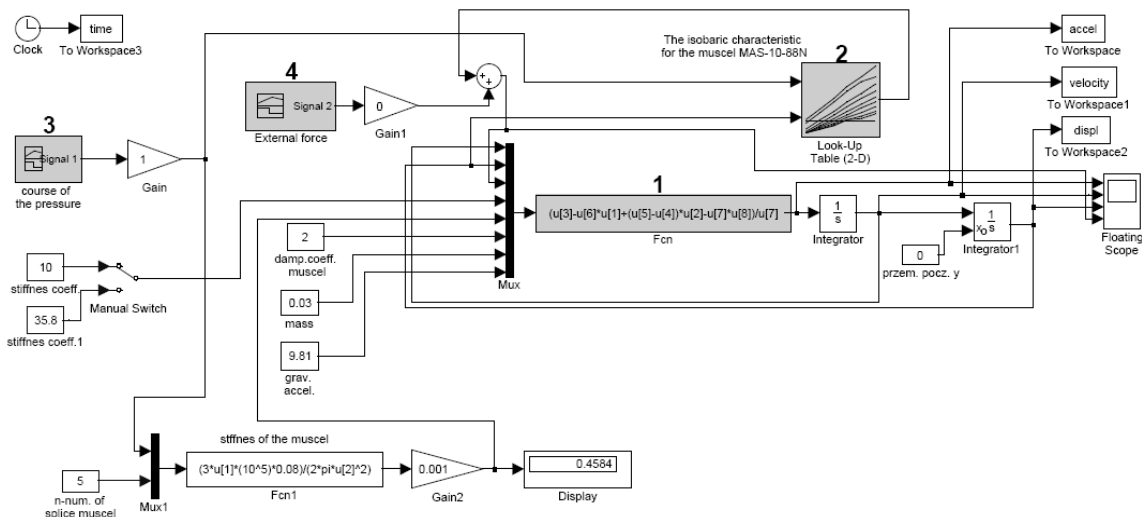 Clock
time
To Workspace3
4
Signal 2
External force
0
Gain1
+
+
The isobaric characteristic
for the muscel MAS-10-88N
2
Look-Up
Table (2-D)
accel
To Workspace
velocity
To Workspace1
displ
To Workspace2
3
Signal 1
course of
the pressure
1
Gain
1
(u[3]-u[6]*u[1]+(u[5]-u[4])*u[2]-u[7]*u[8])/u[7]
Fcn
1
s
Integrator
xo
1
s
Integrator1
Floating
Scope
0
przem. pocz. y
2
damp.coeff.
muscel
Mux
10
stiffnes coeff.
Manual Switch
35.8
stiffnes coeff.1
0.03
mass
9.81
grav.
accel.
stffnes of the muscel
(3*u[1]*(10^5)*0.08)/(2*pi*u[2]^2)
Fcn1
0.001
Gain2
0.4584
Display
5
n-num. of
splice muscel
Mux1